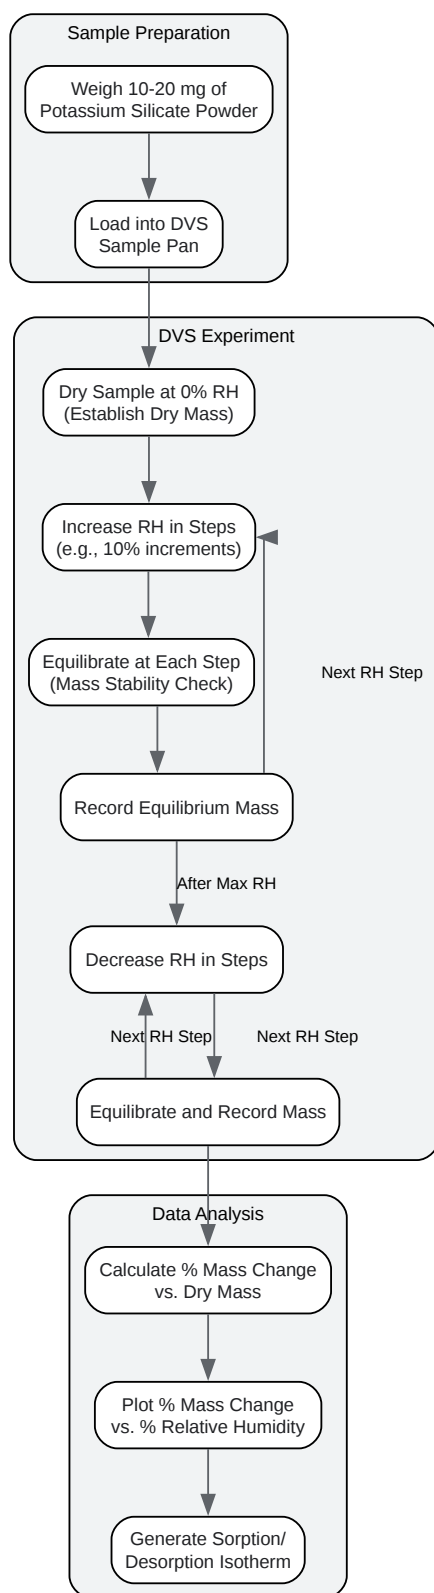 Sample Preparation
Weigh 10-20 mg of
Potassium Silicate Powder
Load into DVS
Sample Pan
DVS Experiment
Dry Sample at 0% RH
(Establish Dry Mass)
Increase RH in Steps
(e.g., 10% increments)
Equilibrate at Each Step
(Mass Stability Check)
Next RH Step
Record Equilibrium Mass
After Max RH
Decrease RH in Steps
Next RH Step
Next RH Step
Equilibrate and Record Mass
Data Analysis
Calculate % Mass Change
vs. Dry Mass
Plot % Mass Change
vs. % Relative Humidity
Generate Sorption/
Desorption Isotherm